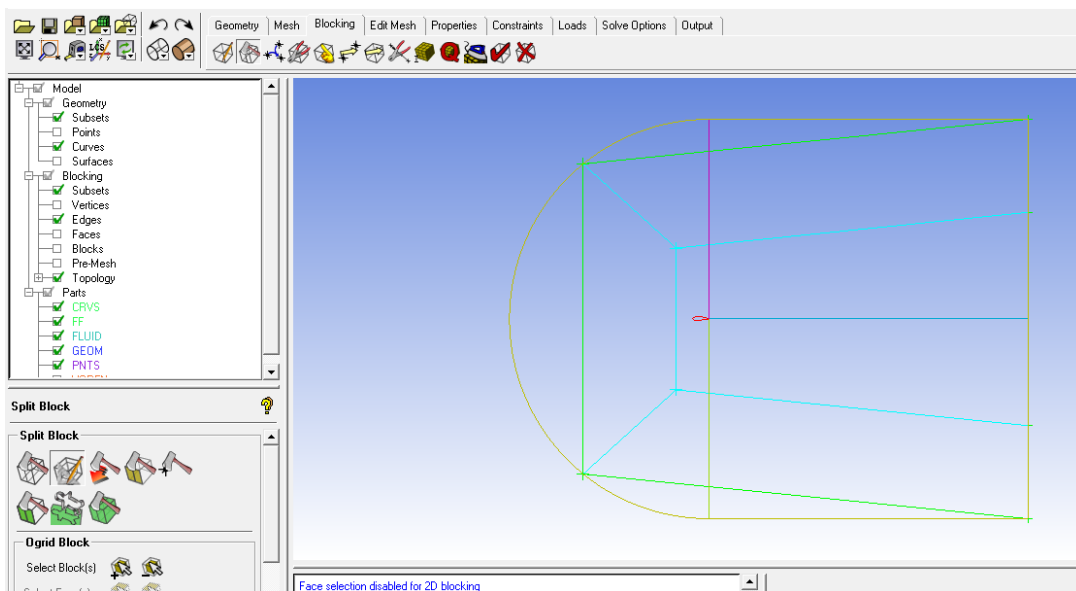 Geometry Mesh Blocking Edit Mesh Properties Constraints Loads Solve Options Output
LCS
Model
Geometry
Subsets
Points
Curves
Surfaces
Blocking
Subsets
Vertices
Edges
Faces
Blocks
Pre-Mesh
Topology
Parts
CRVS
FF
FLUID
GEOM
PNTS
Split Block
Split Block
Ogrid Block
Select Block(s)
Face selection disabled for 2D blocking